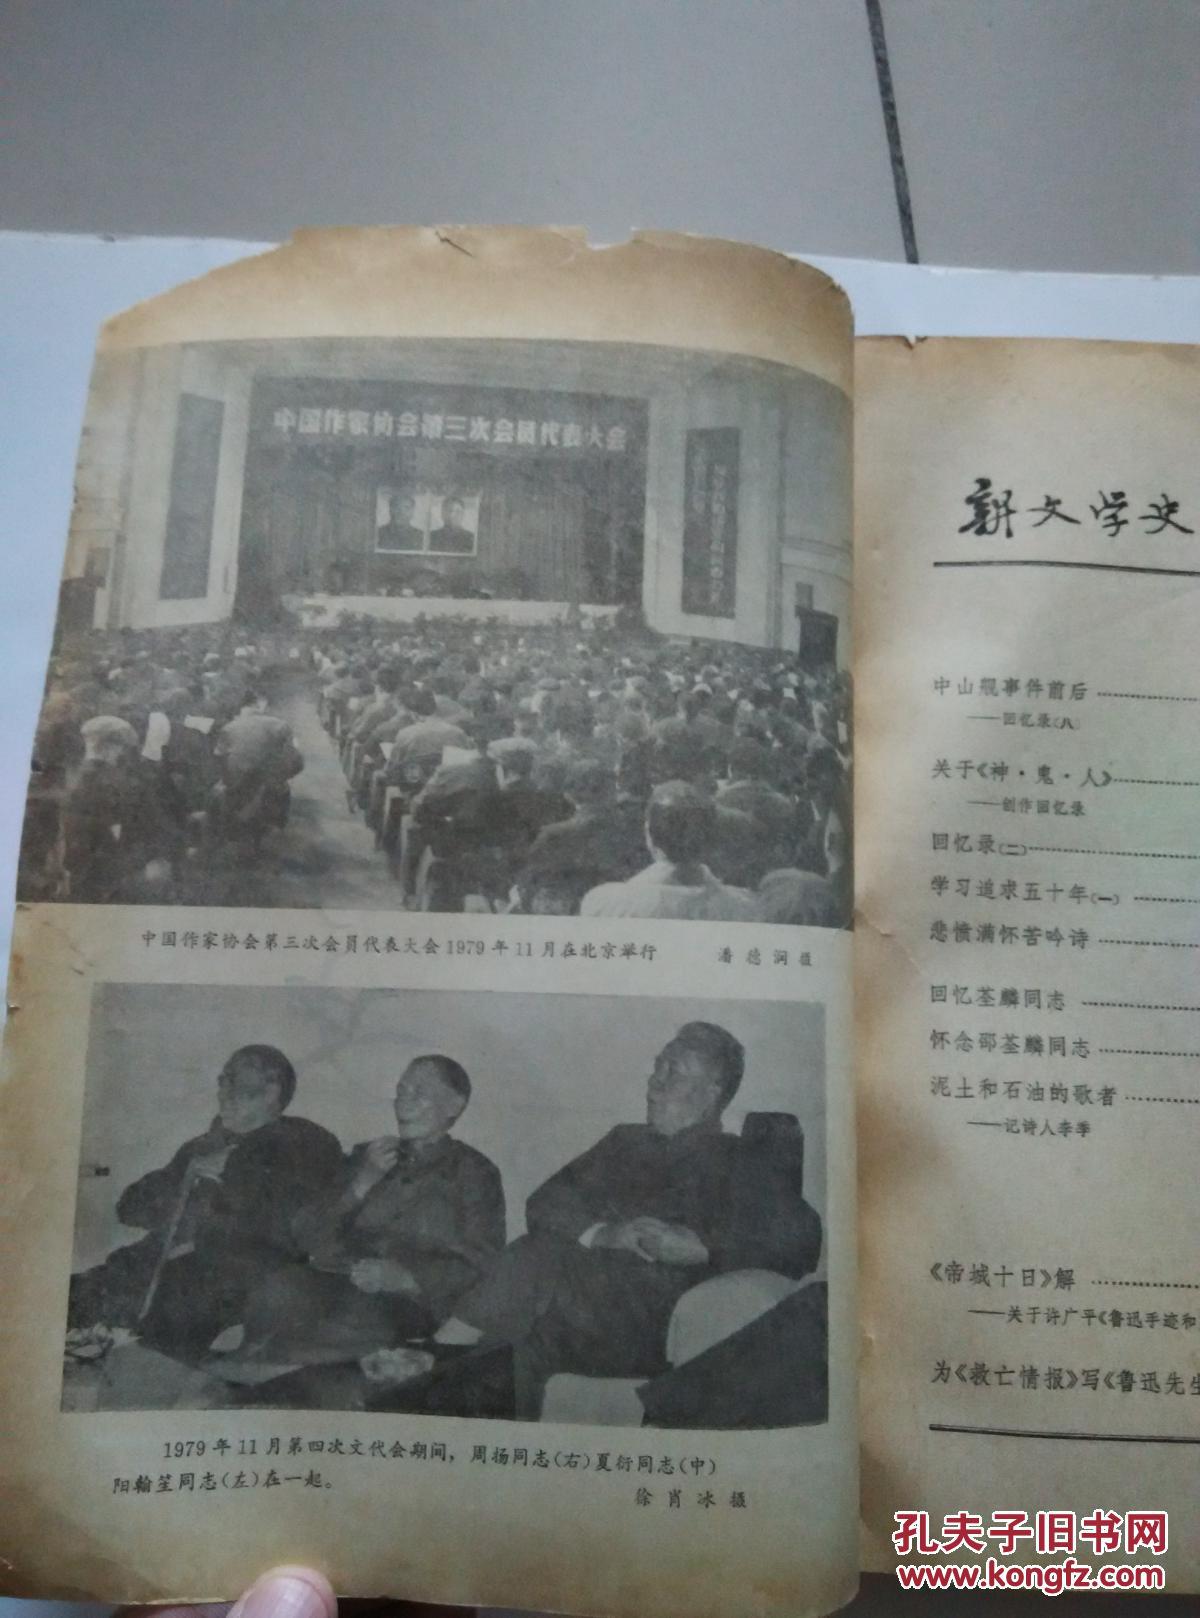 中国作家协会第三次会员代表大会
中国作家协会第三次会员代表大会1979年11月在北京举行 潘德润摄
1979年11月第四次文代会期间,周扬同志(右)夏衍同志(中)
阳翰笙同志(左)在一起。
徐肖冰摄
新文学史
中山舰事件前后
——回忆录(八)
关于《神·鬼·人》
——创作回忆录
回忆录(二)
学习追求五十年(一)
悲愤满怀苦吟诗
回忆荃麟同志
怀念邵荃麟同志
泥土和石油的歌者
——记诗人李季
《帝城十日》解
——关于许广平《鲁迅手迹和
为《救亡情报》写《鲁迅先生
孔夫子旧书网
www.kongfz.com